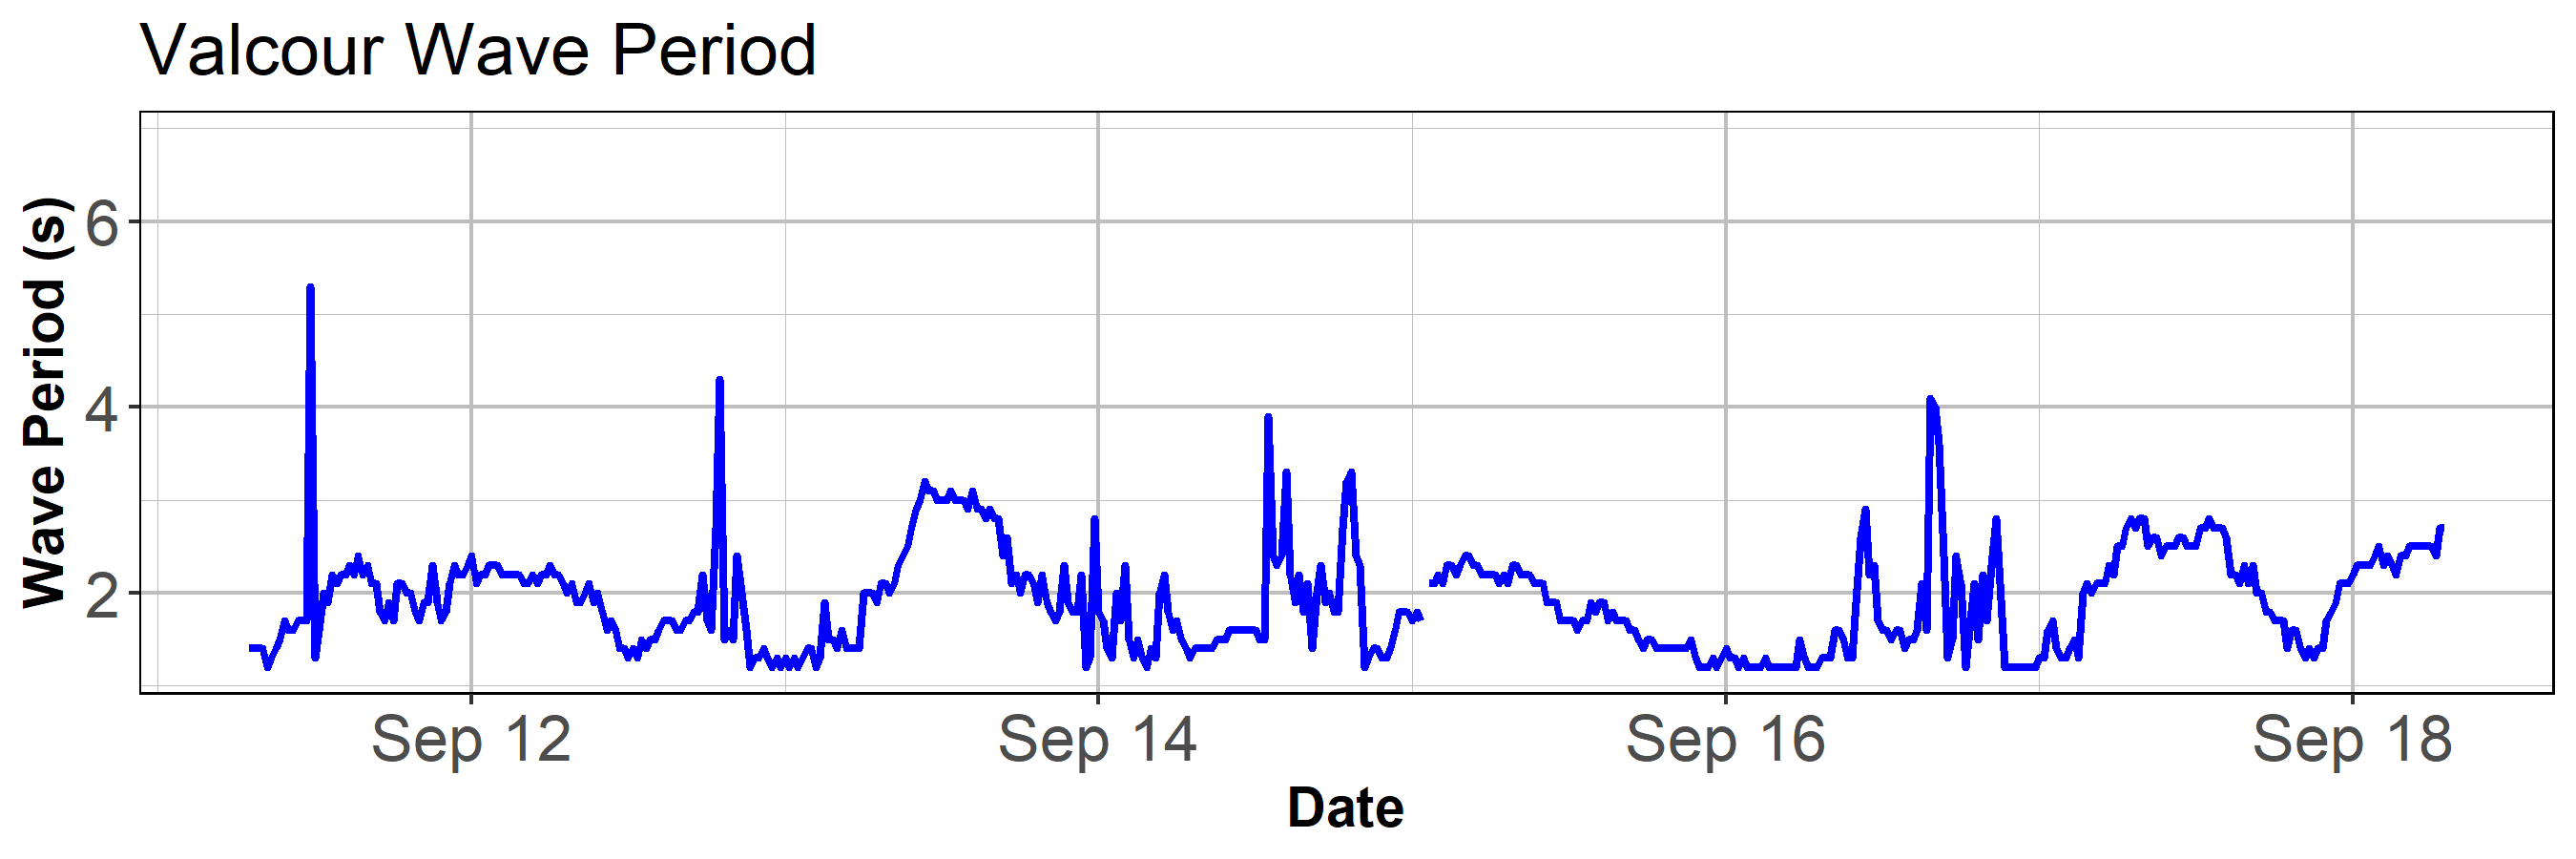 Valcour Wave Period
Wave Period (s)
6
4
2
Sep 12
Sep 14
Sep 16
Sep 18
Date